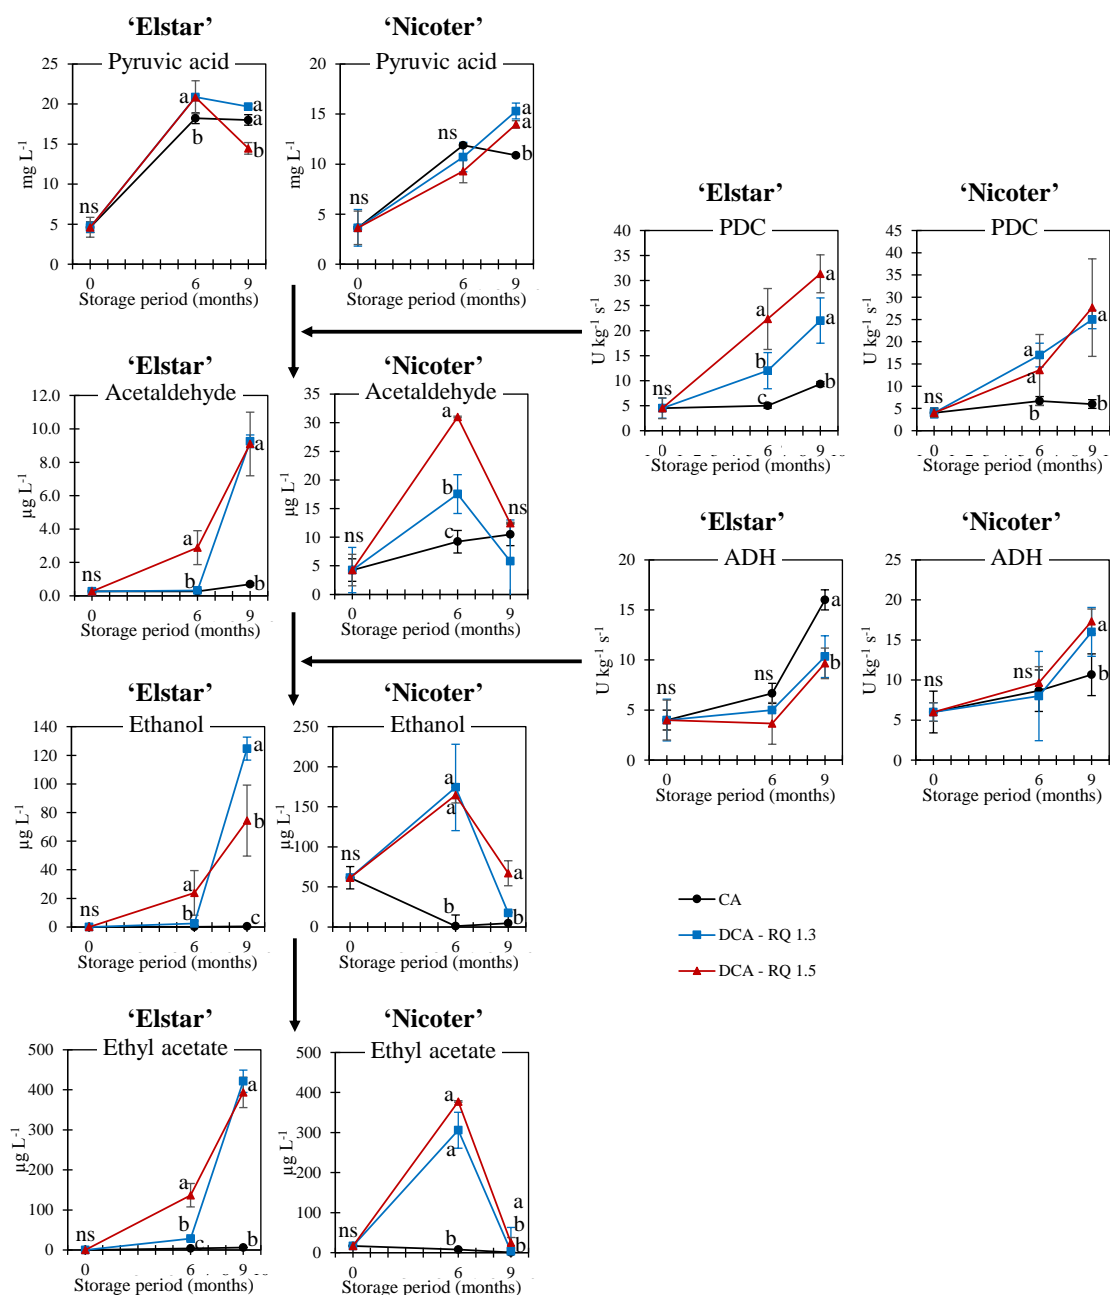 ‘Elstar’
Pyruvic acid
25
20
15
10
5
0
mg L-1
ns
a
b
a
a
b
0
6
9
Storage period (months)
‘Nicoter’
Pyruvic acid
20
15
10
5
0
mg L-1
ns
ns
a
a
b
0
6
9
Storage period (months)
‘Elstar’
PDC
40
35
30
25
20
15
10
5
0
U kg-1 s-1
ns
a
b
c
a
a
b
0
6
9
Storage period (months)
‘Nicoter’
PDC
45
40
35
30
25
20
15
10
5
0
U kg-1 s-1
ns
a
a
b
a
b
0
6
9
Storage period (months)
‘Elstar’
Acetaldehyde
12.0
10.0
8.0
6.0
4.0
2.0
0.0
µg L-1
ns
a
b
a
b
0
6
9
Storage period (months)
‘Nicoter’
Acetaldehyde
35
30
25
20
15
10
5
0
µg L-1
ns
a
b
c
ns
0
6
9
Storage period (months)
‘Elstar’
ADH
20
15
10
5
0
U kg-1 s-1
ns
ns
a
b
0
6
9
Storage period (months)
‘Nicoter’
ADH
25
20
15
10
5
0
U kg-1 s-1
ns
ns
a
b
0
6
9
Storage period (months)
‘Elstar’
Ethanol
140
120
100
80
60
40
20
0
µg L-1
ns
a
b
a
b
c
0
6
9
Storage period (months)
‘Nicoter’
Ethanol
250
200
150
100
50
0
µg L-1
ns
a
a
b
a
b
0
6
9
Storage period (months)
CA
DCA - RQ 1.3
DCA - RQ 1.5
‘Elstar’
Ethyl acetate
500
400
300
200
100
0
µg L-1
ns
a
b
c
a
c
0
6
9
Storage period (months)
‘Nicoter’
Ethyl acetate
500
400
300
200
100
0
µg L-1
ns
a
a
b
a
b
b
0
6
9
Storage period (months)